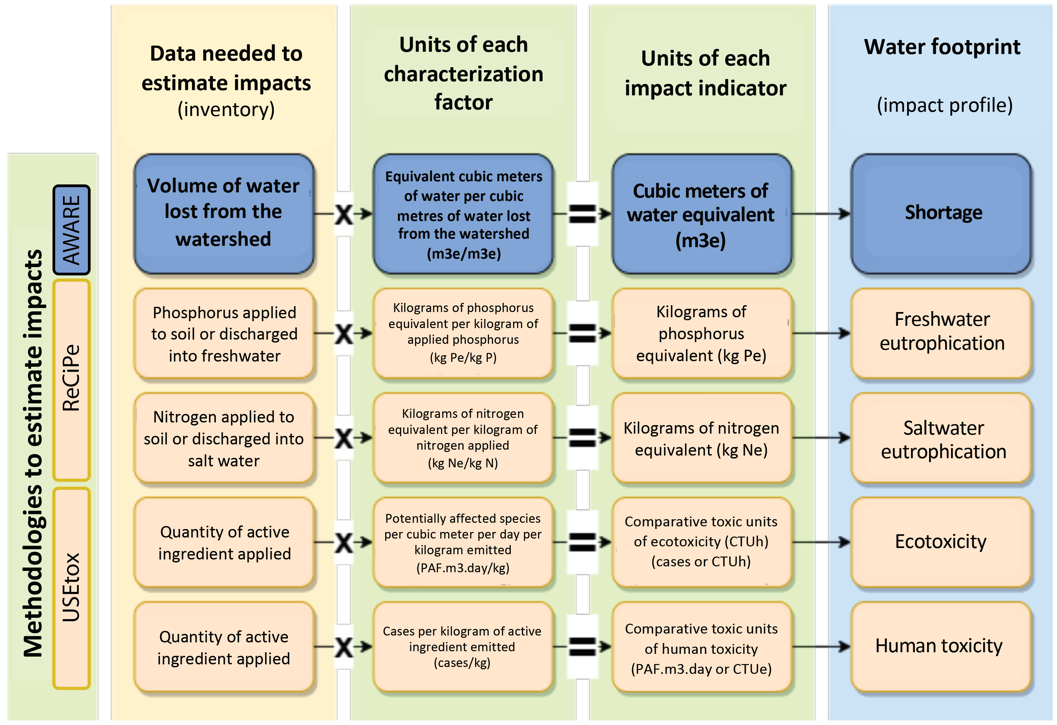 Data needed to
estimate impacts
(inventory)
Units of each
characterization
factor
Units of each
impact indicator
Water footprint
(impact profile)
Methodologies to estimate impacts
AWARE
Volume of water
lost from the
watershed
X
Equivalent cubic meters
of water per cubic
metres of water lost
from the watershed
(m3e/m3e)
=
Cubic meters of
water equivalent
(m3e)
Shortage
ReCiPe
Phosphorus applied
to soil or discharged
into freshwater
X
Kilograms of phosphorus
equivalent per kilogram of
applied phosphorus
(kg Pe/kg P)
=
Kilograms of
phosphorus
equivalent (kg Pe)
Freshwater
eutrophication
Nitrogen applied to
soil or discharged into
salt water
X
Kilograms of nitrogen
equivalent per kilogram of
nitrogen applied
(kg Ne/kg N)
=
Kilograms of nitrogen
equivalent (kg Ne)
Saltwater
eutrophication
USEtox
Quantity of active
ingredient applied
X
Potentially affected species
per cubic meter per day per
kilogram emitted
(PAF.m3.day/kg)
=
Comparative toxic units
of ecotoxicity (CTUh)
(cases or CTUh)
Ecotoxicity
Quantity of active
ingredient applied
X
Cases per kilogram of active
ingredient emitted
(cases/kg)
=
Comparative toxic units
of human toxicity
(PAF.m3.day or CTUe)
Human toxicity